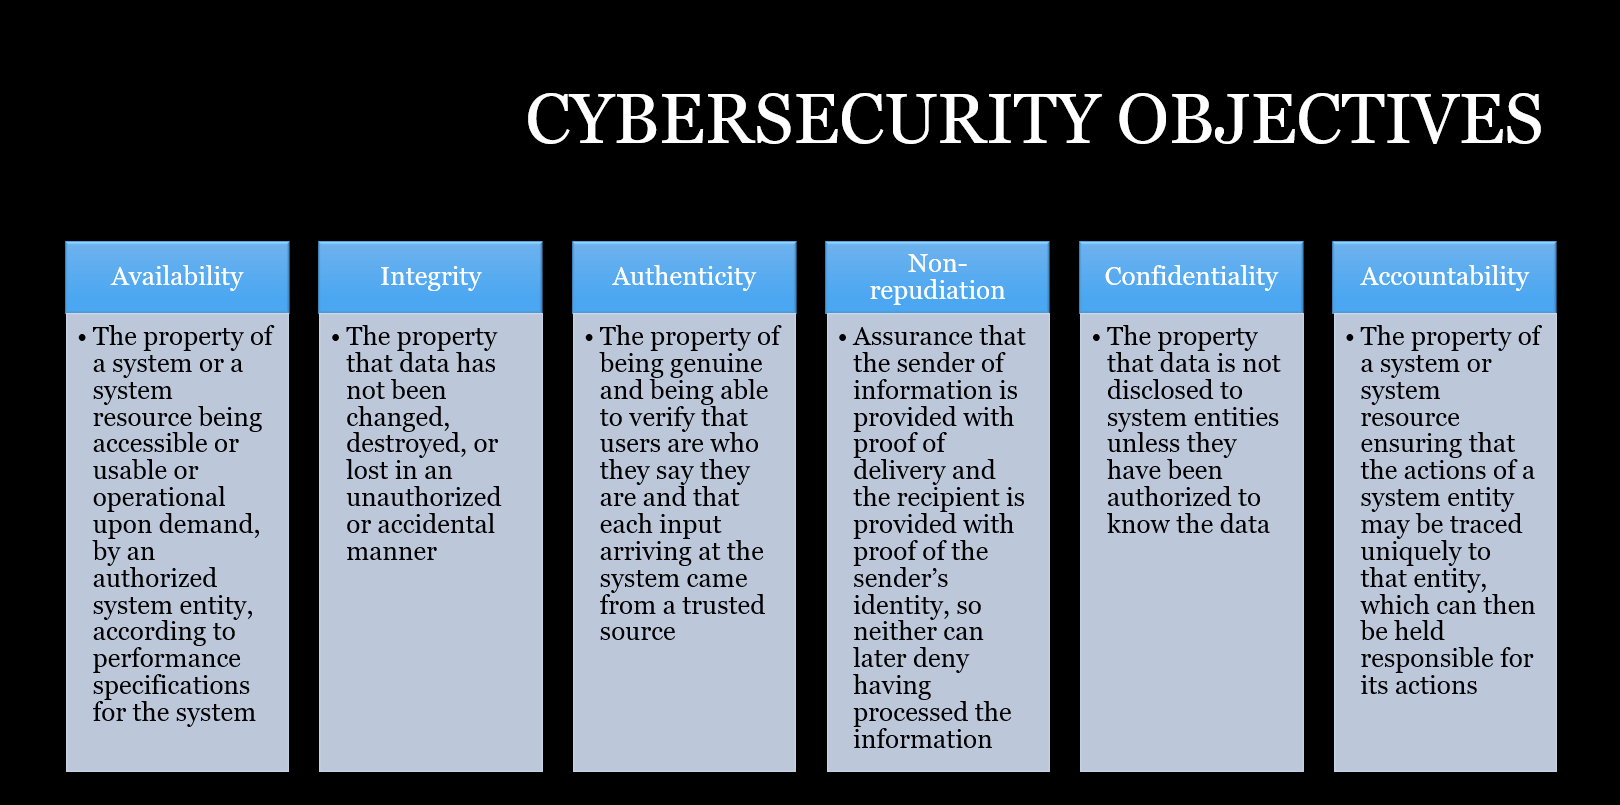 CYBERSECURITY OBJECTIVES
Availability
• The property of
a system or a
system
resource being
accessible or
usable or
operational
upon demand,
by an
authorized
system entity,
according to
performance
specifications
for the system
Integrity
• The property
that data has
not been
changed,
destroyed, or
lost in an
unauthorized
or accidental
manner
Authenticity
• The property of
being genuine
and being able
to verify that
users are who
they say they
are and that
each input
arriving at the
system came
from a trusted
source
Non-
repudiation
• Assurance that
the sender of
information is
provided with
proof of
delivery and
the recipient is
provided with
proof of the
sender’s
identity, so
neither can
later deny
having
processed the
information
Confidentiality
• The property
that data is not
disclosed to
system entities
unless they
have been
authorized to
know the data
Accountability
• The property of
a system or
system
resource
ensuring that
the actions of a
system entity
may be traced
uniquely to
that entity,
which can then
be held
responsible for
its actions